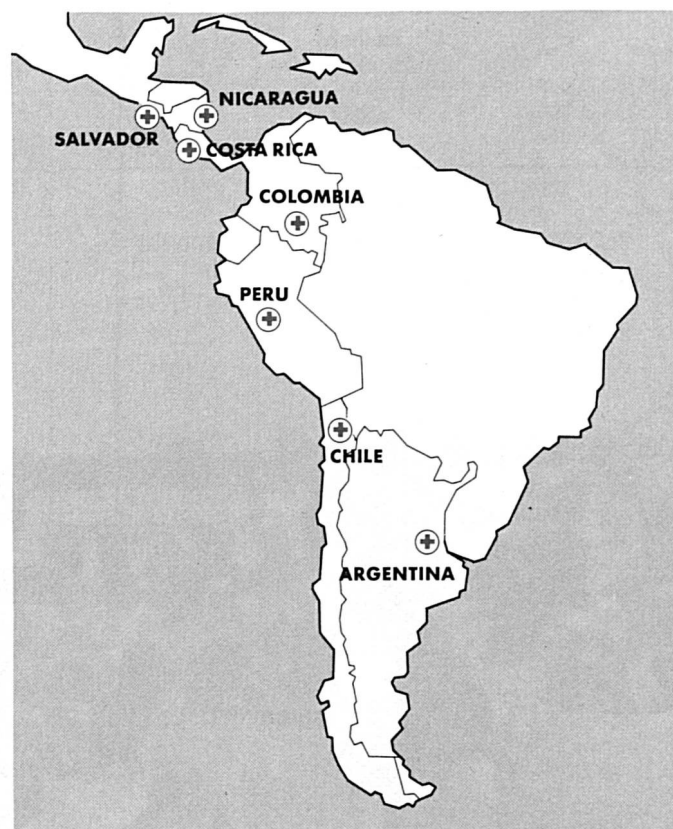 NICARAGUA
SALVADOR
COSTA RICA
COLOMBIA
PERU
CHILE
ARGENTINA